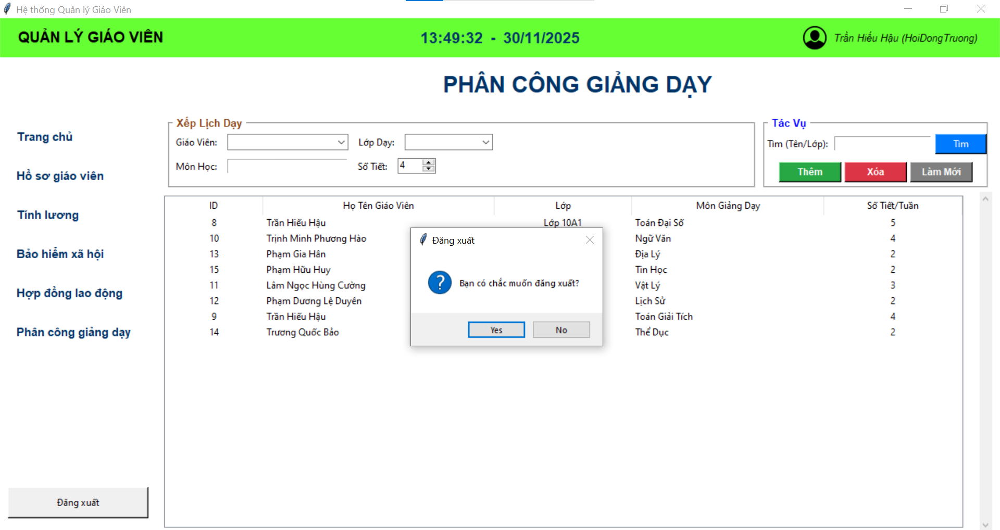 Hệ thống Quản lý Giáo Viên
QUẢN LÝ GIÁO VIÊN
13:49:32 - 30/11/2025
Trần Hiếu Hậu (HoiDongTruong)
PHÂN CÔNG GIẢNG DẠY
Trang chủ
Hồ sơ giáo viên
Tính lương
Bảo hiểm xã hội
Hợp đồng lao động
Phân công giảng dạy
Đăng xuất
Xếp Lịch Dạy
Giáo Viên: Lớp Dạy:
Môn Học: Số Tiết: 4
Tác Vụ
Tìm (Tên/Lớp): Tìm
Thêm Xóa Làm Mới
ID Họ Tên Giáo Viên Lớp Môn Giảng Dạy Số Tiết/Tuần
8 Trần Hiếu Hậu Lớp 10A1 Toán Đại Số 5
10 Trịnh Minh Phương Hào Ngữ Văn 4
13 Phạm Gia Hân Địa Lý 2
15 Phạm Hữu Huy Tin Học 2
11 Lâm Ngọc Hùng Cường Vật Lý 3
12 Phạm Dương Lệ Duyên Lịch Sử 2
9 Trần Hiếu Hậu Toán Giải Tích 4
14 Trương Quốc Bảo Thể Dục 2
Đăng xuất
Bạn có chắc muốn đăng xuất?
Yes No